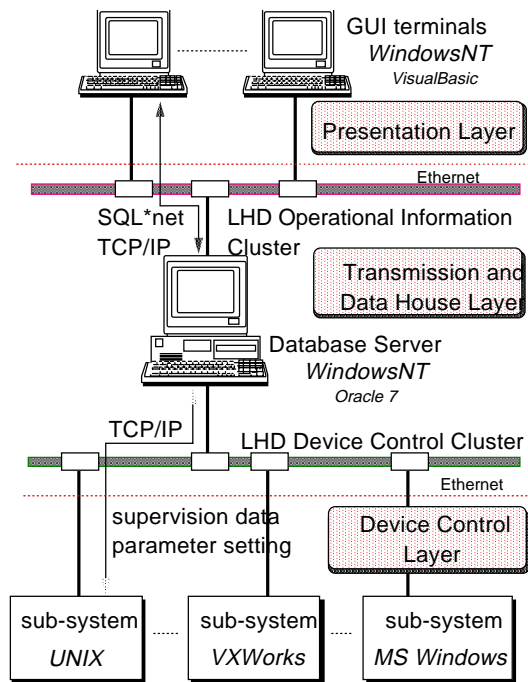 GUI terminals
WindowsNT
VisualBasic
Presentation Layer
Ethernet
SQL*net
TCP/IP
LHD Operational Information
Cluster
Transmission and
Data House Layer
Database Server
WindowsNT
Oracle 7
TCP/IP
LHD Device Control Cluster
Ethernet
supervision data
parameter setting
Device Control
Layer
sub-system
UNIX
sub-system
VXWorks
sub-system
MS Windows